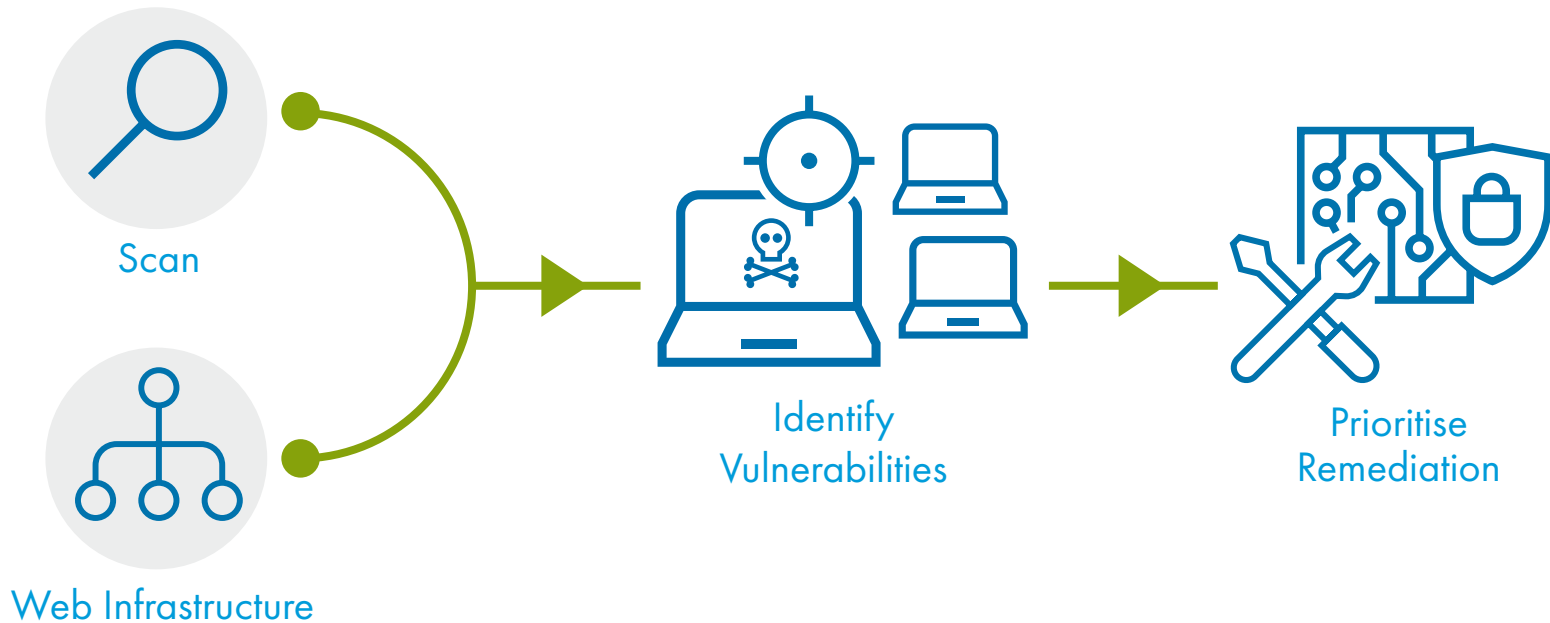 Scan
Web Infrastructure
Identify
Vulnerabilities
Prioritise
Remediation